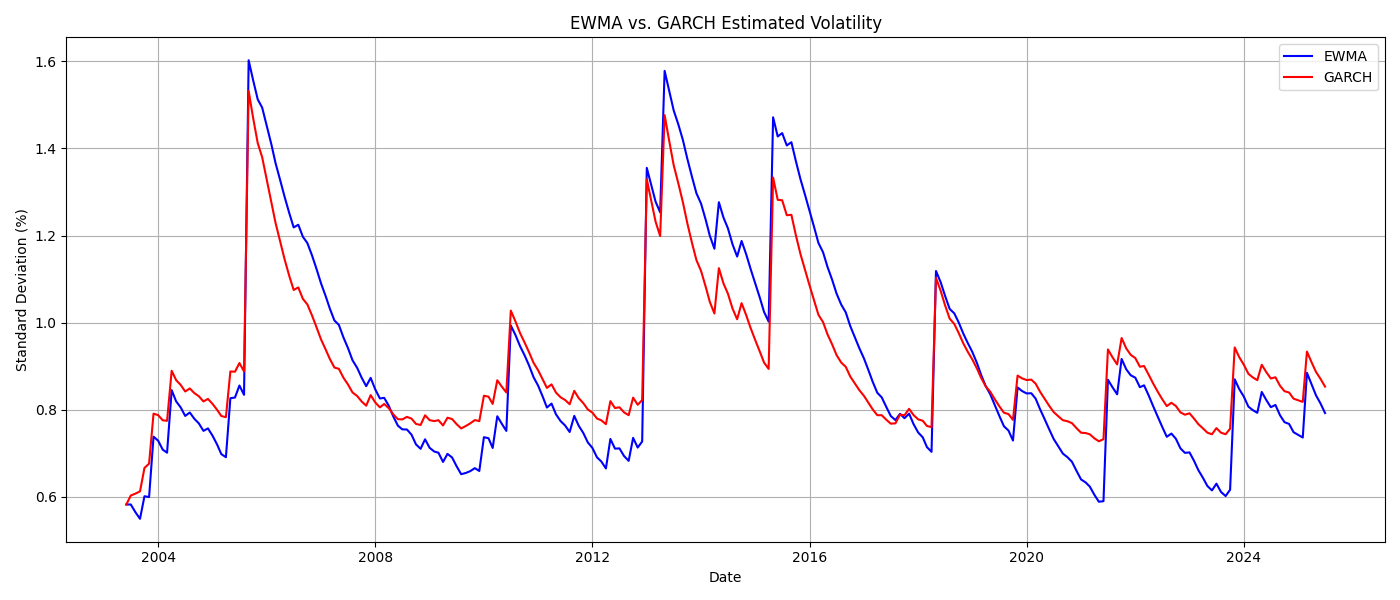 EWMA vs. GARCH Estimated Volatility
EWMA
GARCH
Standard Deviation (%)
1.6
1.4
1.2
1.0
0.8
0.6
2004
2008
2012
2016
2020
2024
Date